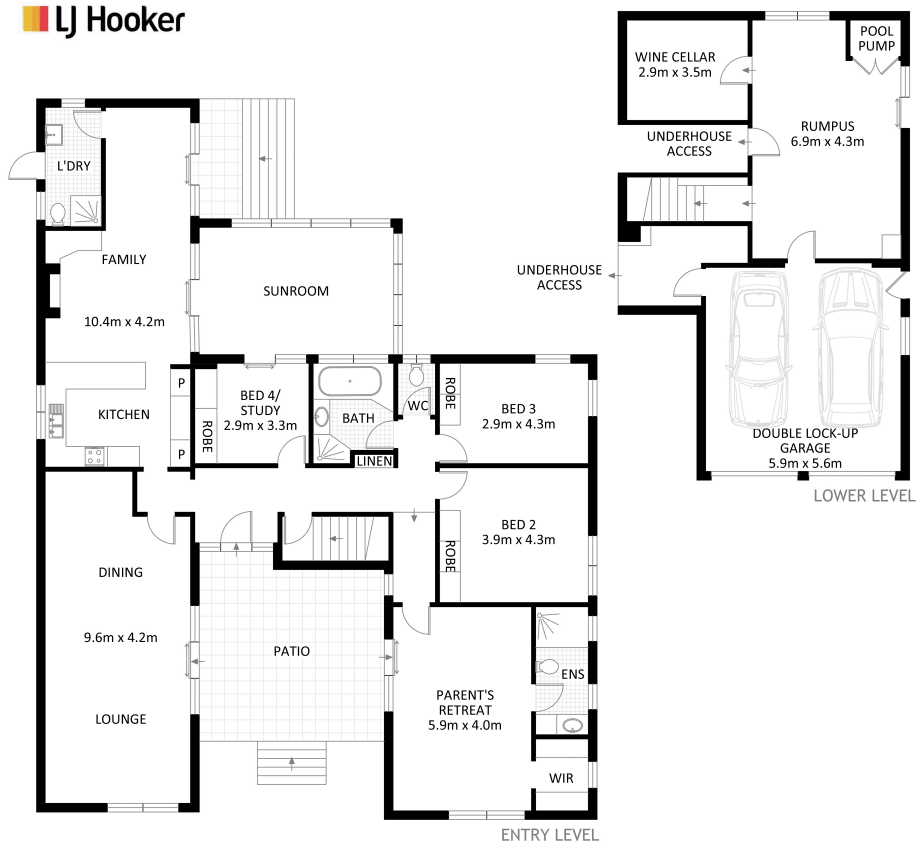 LJ Hooker
L'DRY
FAMILY
10.4m x 4.2m
SUNROOM
KITCHEN
P
P
ROBE
BED 4/
STUDY
2.9m x 3.3m
BATH
WC
LINEN
ROBE
BED 3
2.9m x 4.3m
BED 2
3.9m x 4.3m
ROBE
DINING
9.6m x 4.2m
LOUNGE
PATIO
PARENT'S
RETREAT
5.9m x 4.0m
ENS
WIR
ENTRY LEVEL
WINE CELLAR
2.9m x 3.5m
POOL
PUMP
RUMPUS
6.9m x 4.3m
UNDERHOUSE
ACCESS
UNDERHOUSE
ACCESS
DOUBLE LOCK-UP
GARAGE
5.9m x 5.6m
LOWER LEVEL